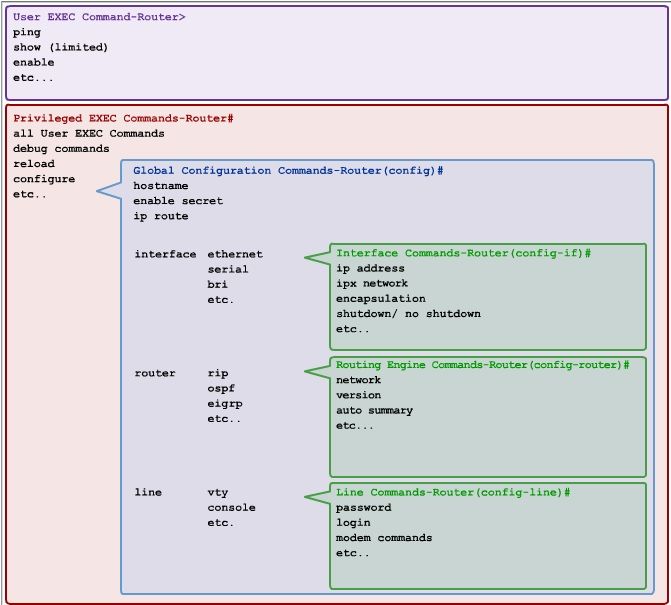 User EXEC Command-Router>
ping
show (limited)
enable
etc...
Privileged EXEC Commands-Router#
all User EXEC Commands
debug commands
reload
configure
etc..
Global Configuration Commands-Router(config)#
hostname
enable secret
ip route
interface ethernet
serial
bri
etc.
Interface Commands-Router(config-if)#
ip address
ipx network
encapsulation
shutdown/ no shutdown
etc..
router rip
ospf
eigrp
etc..
Routing Engine Commands-Router(config-router)#
network
version
auto summary
etc...
line vty
console
etc.
Line Commands-Router(config-line)#
password
login
modem commands
etc..